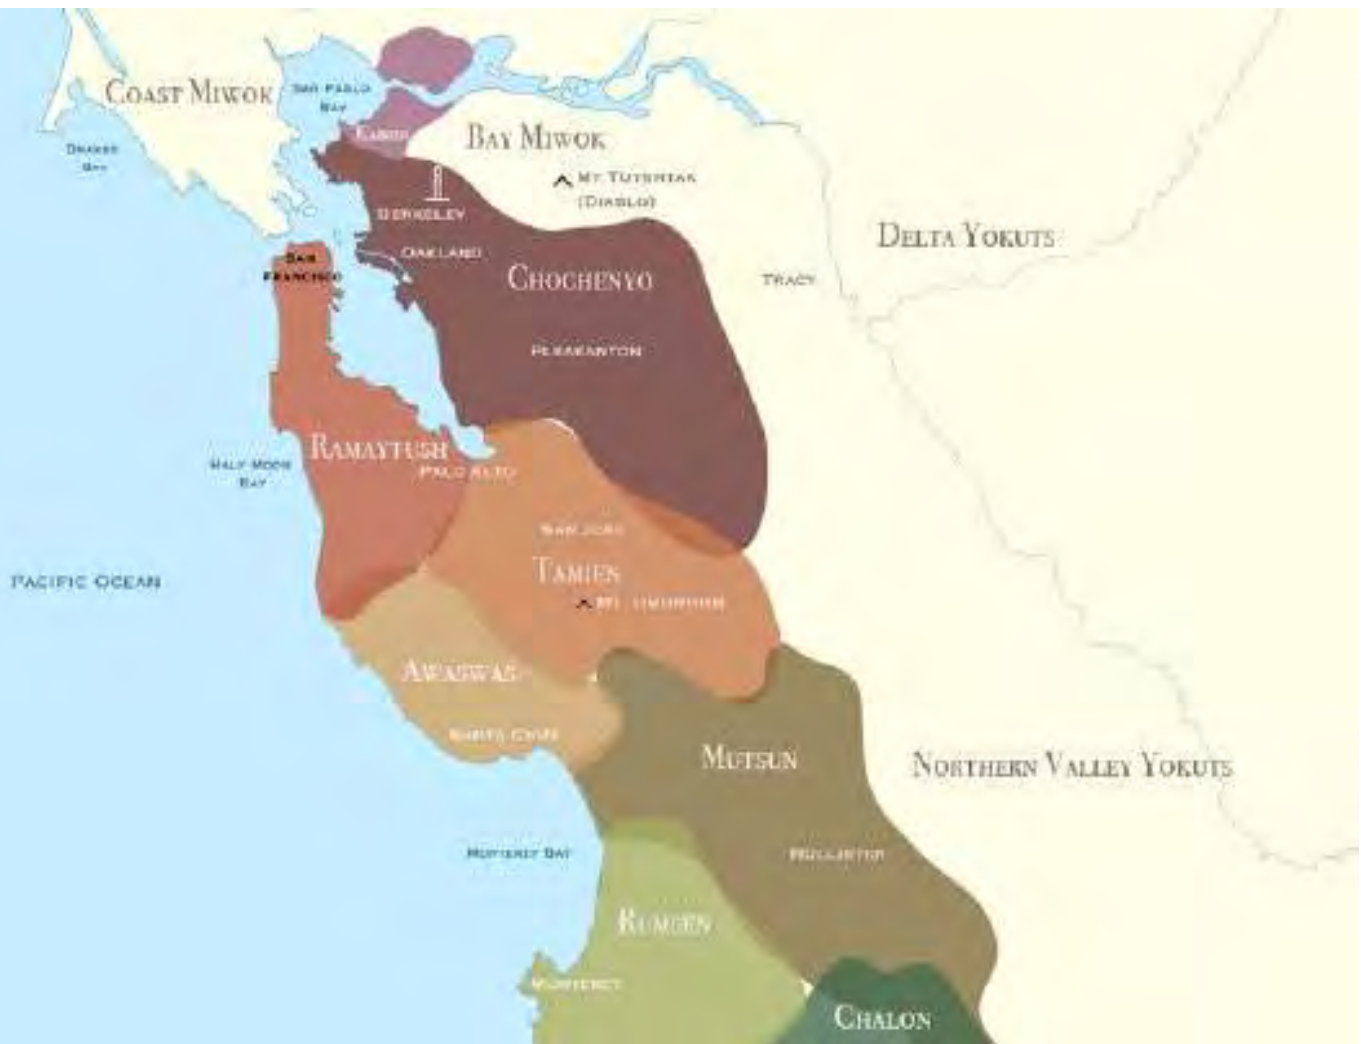 COAST MIWOK
SAN PABLO
BAY
DRAKES
BAY
KARKIN
BAY MIWOK
MT TUYSHTAK
(DIABLO)
BERKELEY
OAKLAND
SAN
FRANCISCO
CHOCHENYO
DELTA YOKUTS
TRACY
PLEASANTON
RAMAYTUSH
PALO ALTO
HALF MOON
BAY
SAN JOSE
TAMIEN
PACIFIC OCEAN
MT.
AWASWAS
SANTA CRUZ
MUTSUN
NORTHERN VALLEY YOKUTS
MONTEREY BAY
HOLLISTER
RUMSEN
MONTEREY
CHALON